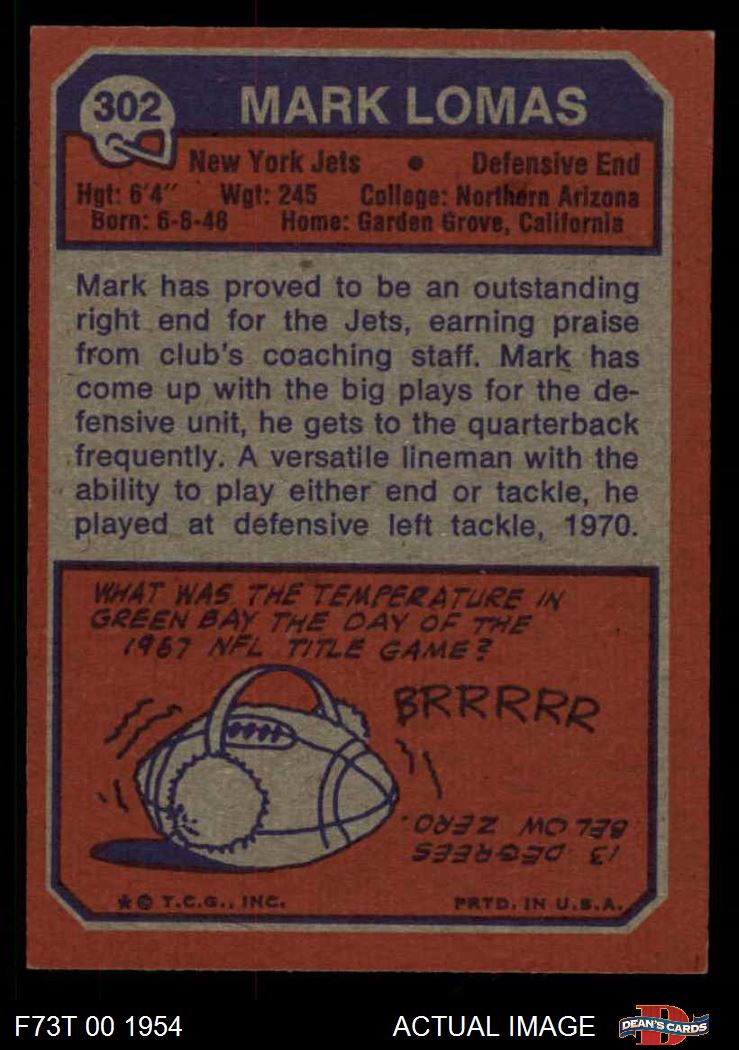 302
MARK LOMAS
New York Jets • Defensive End
Hgt: 6'4" Wgt: 245 College: Northern Arizona
Born: 6-8-48 Home: Garden Grove, California
Mark has proved to be an outstanding
right end for the Jets, earning praise
from club's coaching staff. Mark has
come up with the big plays for the de-
fensive unit, he gets to the quarterback
frequently. A versatile lineman with the
ability to play either end or tackle, he
played at defensive left tackle, 1970.
WHAT WAS THE TEMPERATURE IN
GREEN BAY THE DAY OF THE
1967 NFL TITLE GAME?
BRRRRR
13 DEGREES
BELOW ZERO.
* © T.C.G., INC. PRTD. IN U.S.A.
F73T 00 1954 ACTUAL IMAGE
D
DEAN'S CARDS